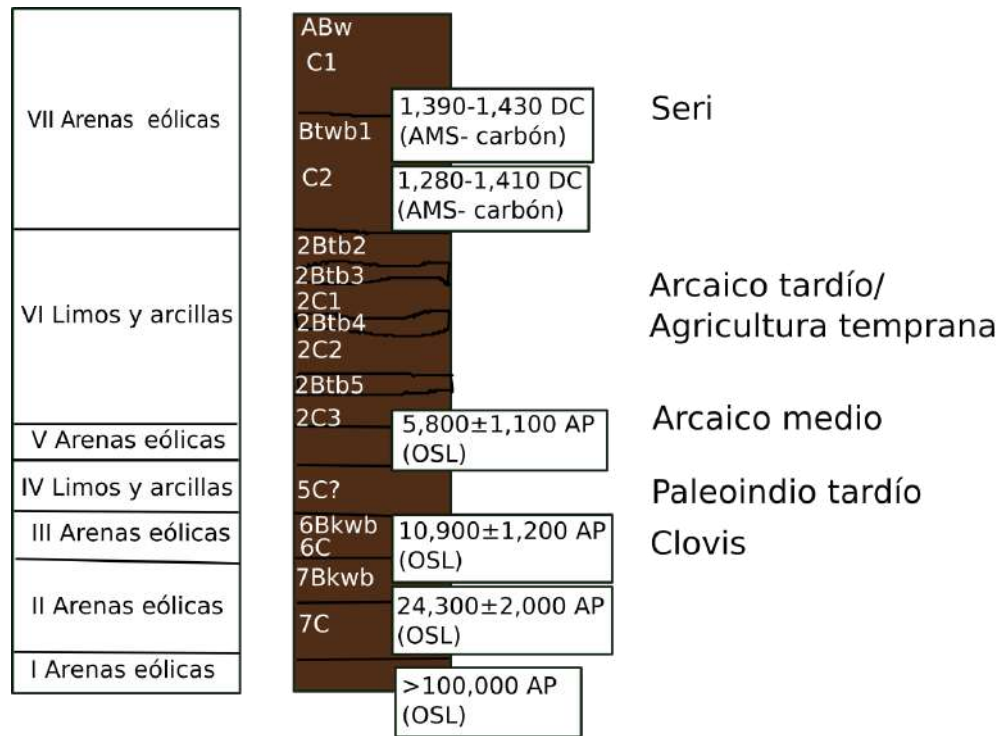 VII Arenas eólicas
VI Limos y arcillas
V Arenas eólicas
IV Limos y arcillas
III Arenas eólicas
II Arenas eólicas
I Arenas eólicas
ABw
C1
Btwb1
C2
2Btb2
2Btb3
2C1
2Btb4
2C2
2Btb5
2C3
5C?
6Bkwb
6C
7Bkwb
7C
1,390-1,430 DC
(AMS- carbón)
1,280-1,410 DC
(AMS- carbón)
5,800±1,100 AP
(OSL)
10,900±1,200 AP
(OSL)
24,300±2,000 AP
(OSL)
>100,000 AP
(OSL)
Seri
Arcaico tardío/
Agricultura temprana
Arcaico medio
Paleoindio tardío
Clovis